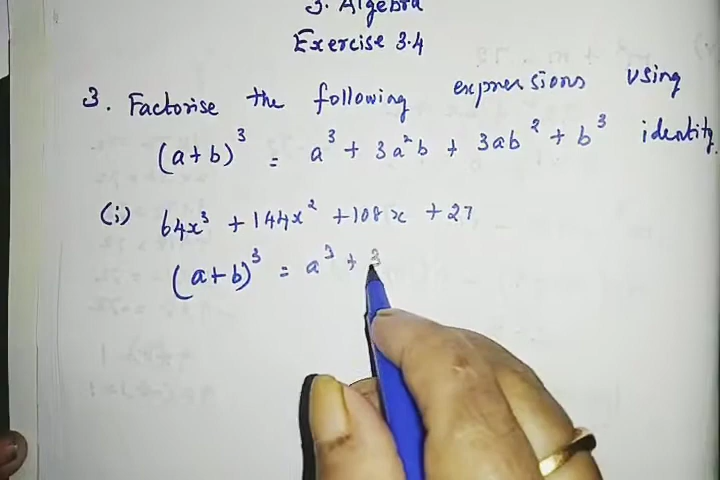 3. Algebra
Exercise 3.4
3. Factorise the following expressions using
(a+b)³ = a³ + 3a²b + 3ab² + b³ identity.
(i) 64x³ + 144x² + 108x + 27
(a+b)³ = a³ + 3